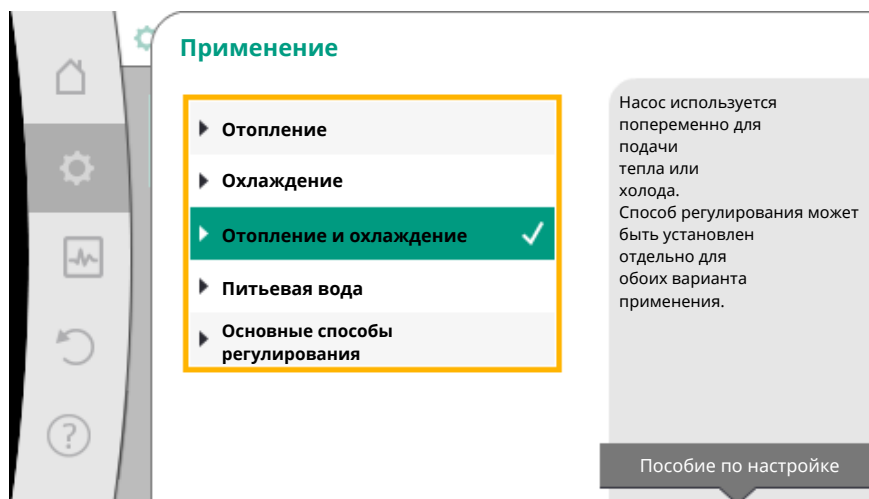 Применение
Отопление
Охлаждение
Отопление и охлаждение
Питьевая вода
Основные способы
регулирования
Насос используется
попеременно для
подачи
тепла или
холода.
Способ регулирования может
быть установлен
отдельно для
обоих варианта
применения.
Пособие по настройке